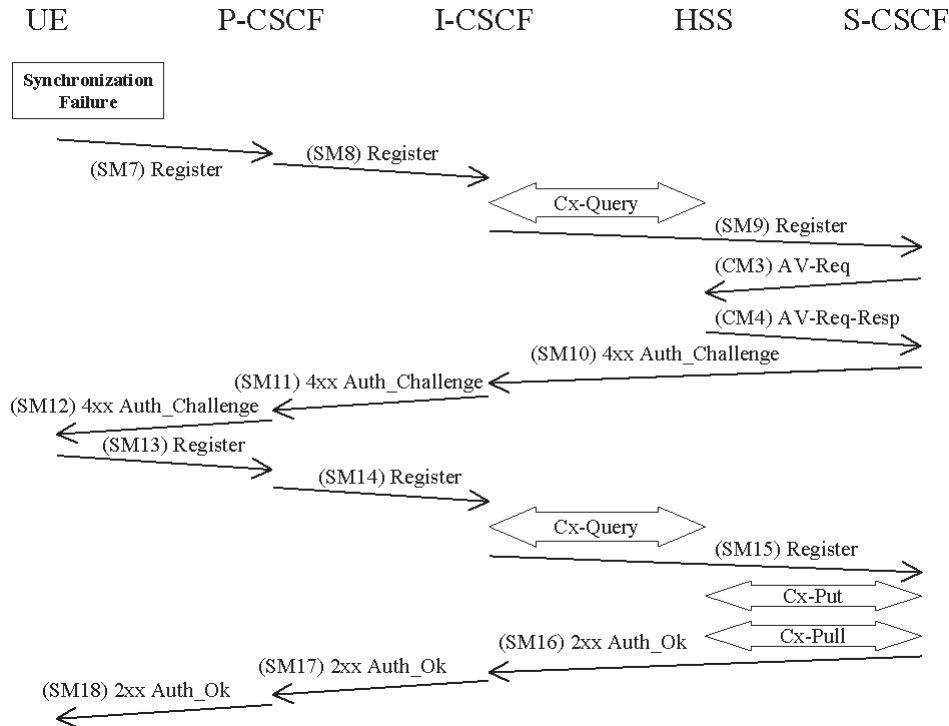 UE P-CSCF I-CSCF HSS S-CSCF
Synchronization
Failure
(SM7) Register
(SM8) Register
Cx-Query
(SM9) Register
(CM3) AV-Req
(CM4) AV-Req-Resp
(SM10) 4xx Auth_Challenge
(SM11) 4xx Auth_Challenge
(SM12) 4xx Auth_Challenge
(SM13) Register
(SM14) Register
Cx-Query
(SM15) Register
Cx-Put
Cx-Pull
(SM16) 2xx Auth_Ok
(SM17) 2xx Auth_Ok
(SM18) 2xx Auth_Ok